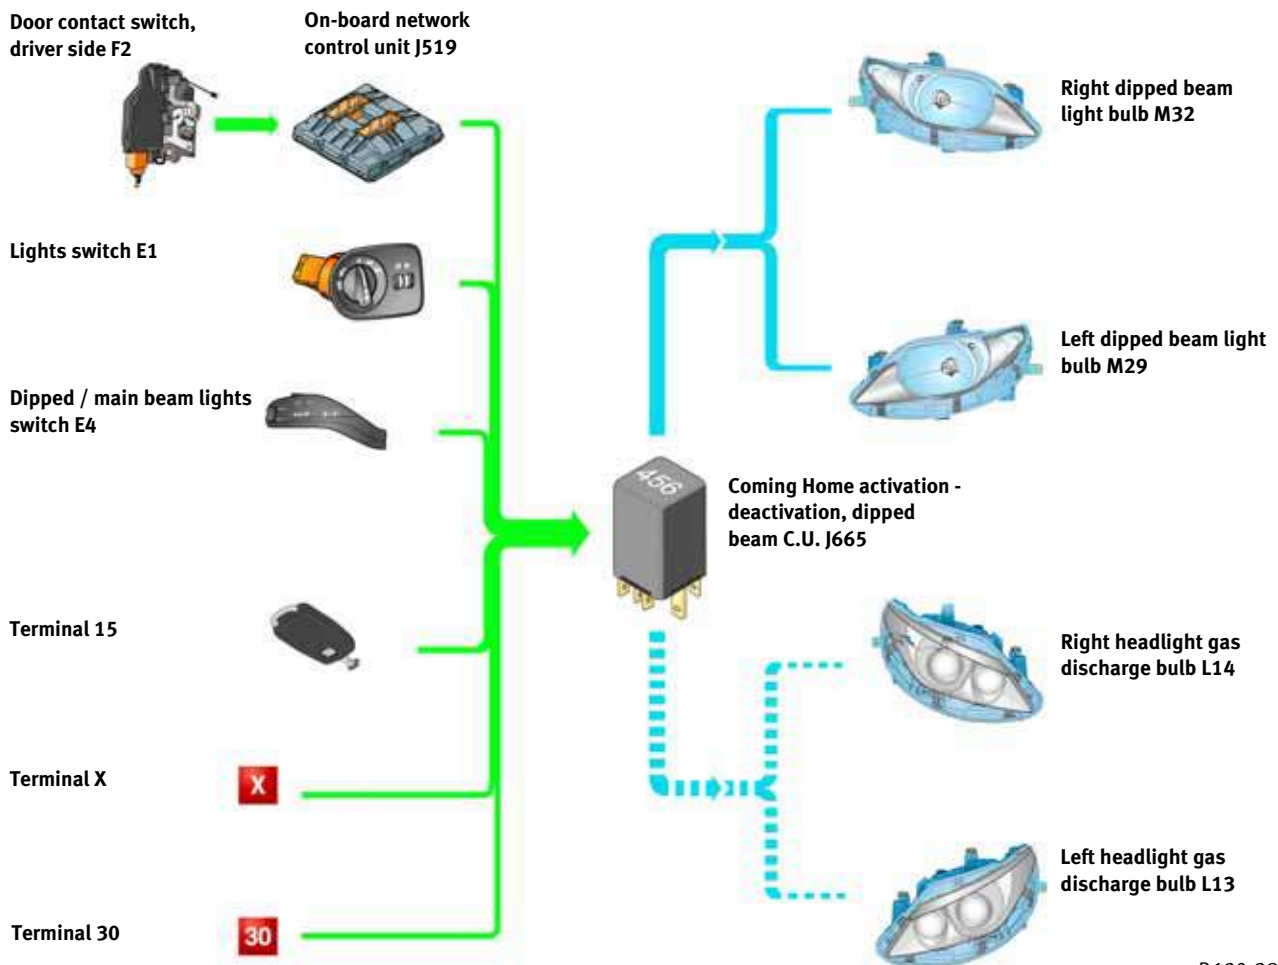 Door contact switch,
driver side F2
On-board network
control unit J519
Right dipped beam
light bulb M32
Lights switch E1
Left dipped beam light
bulb M29
Dipped / main beam lights
switch E4
456
Coming Home activation -
deactivation, dipped
beam C.U. J665
Terminal 15
Right headlight gas
discharge bulb L14
Terminal X
X
Left headlight gas
discharge bulb L13
Terminal 30
30